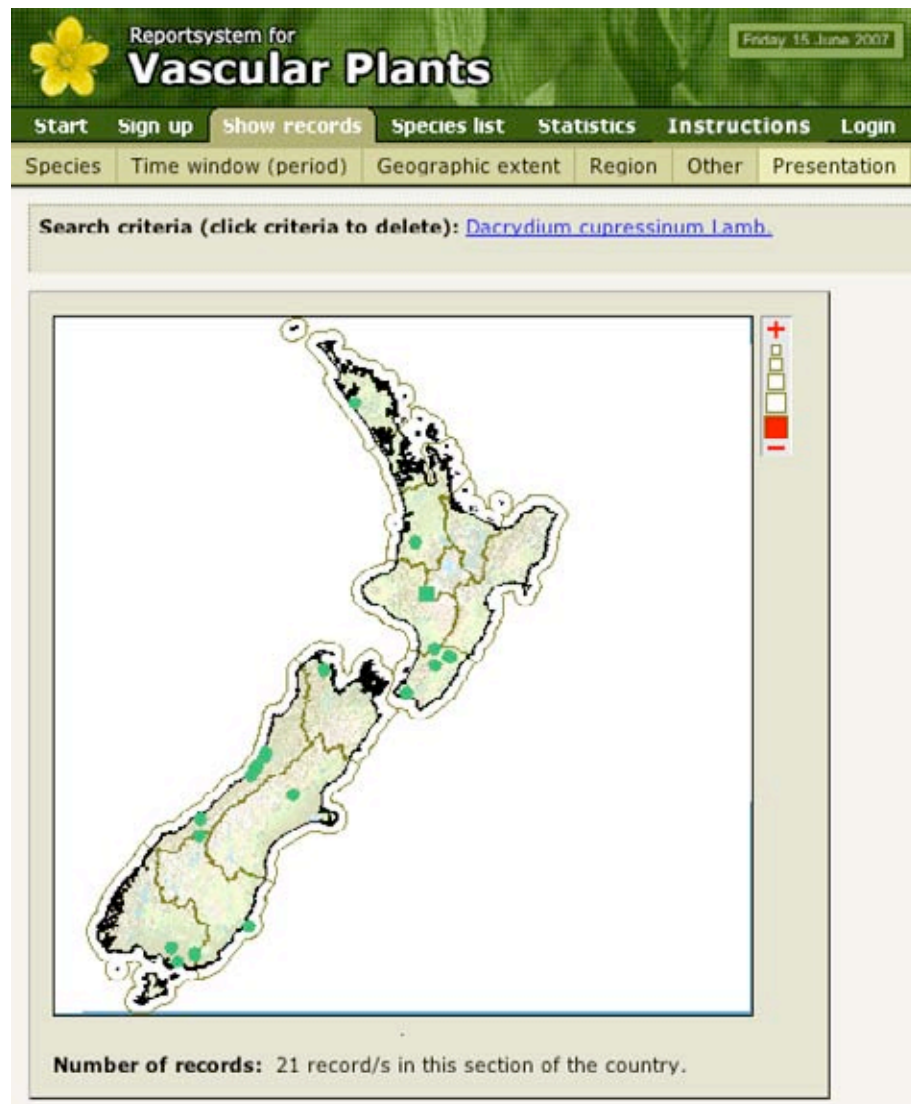 Reportsystem for
Vascular Plants
Friday 15 June 2007
Start Sign up Show records Species list Statistics Instructions Login
Species Time window (period) Geographic extent Region Other Presentation
Search criteria (click criteria to delete): Dacrydium cupressinum Lamb.
+
−
Number of records: 21 record/s in this section of the country.